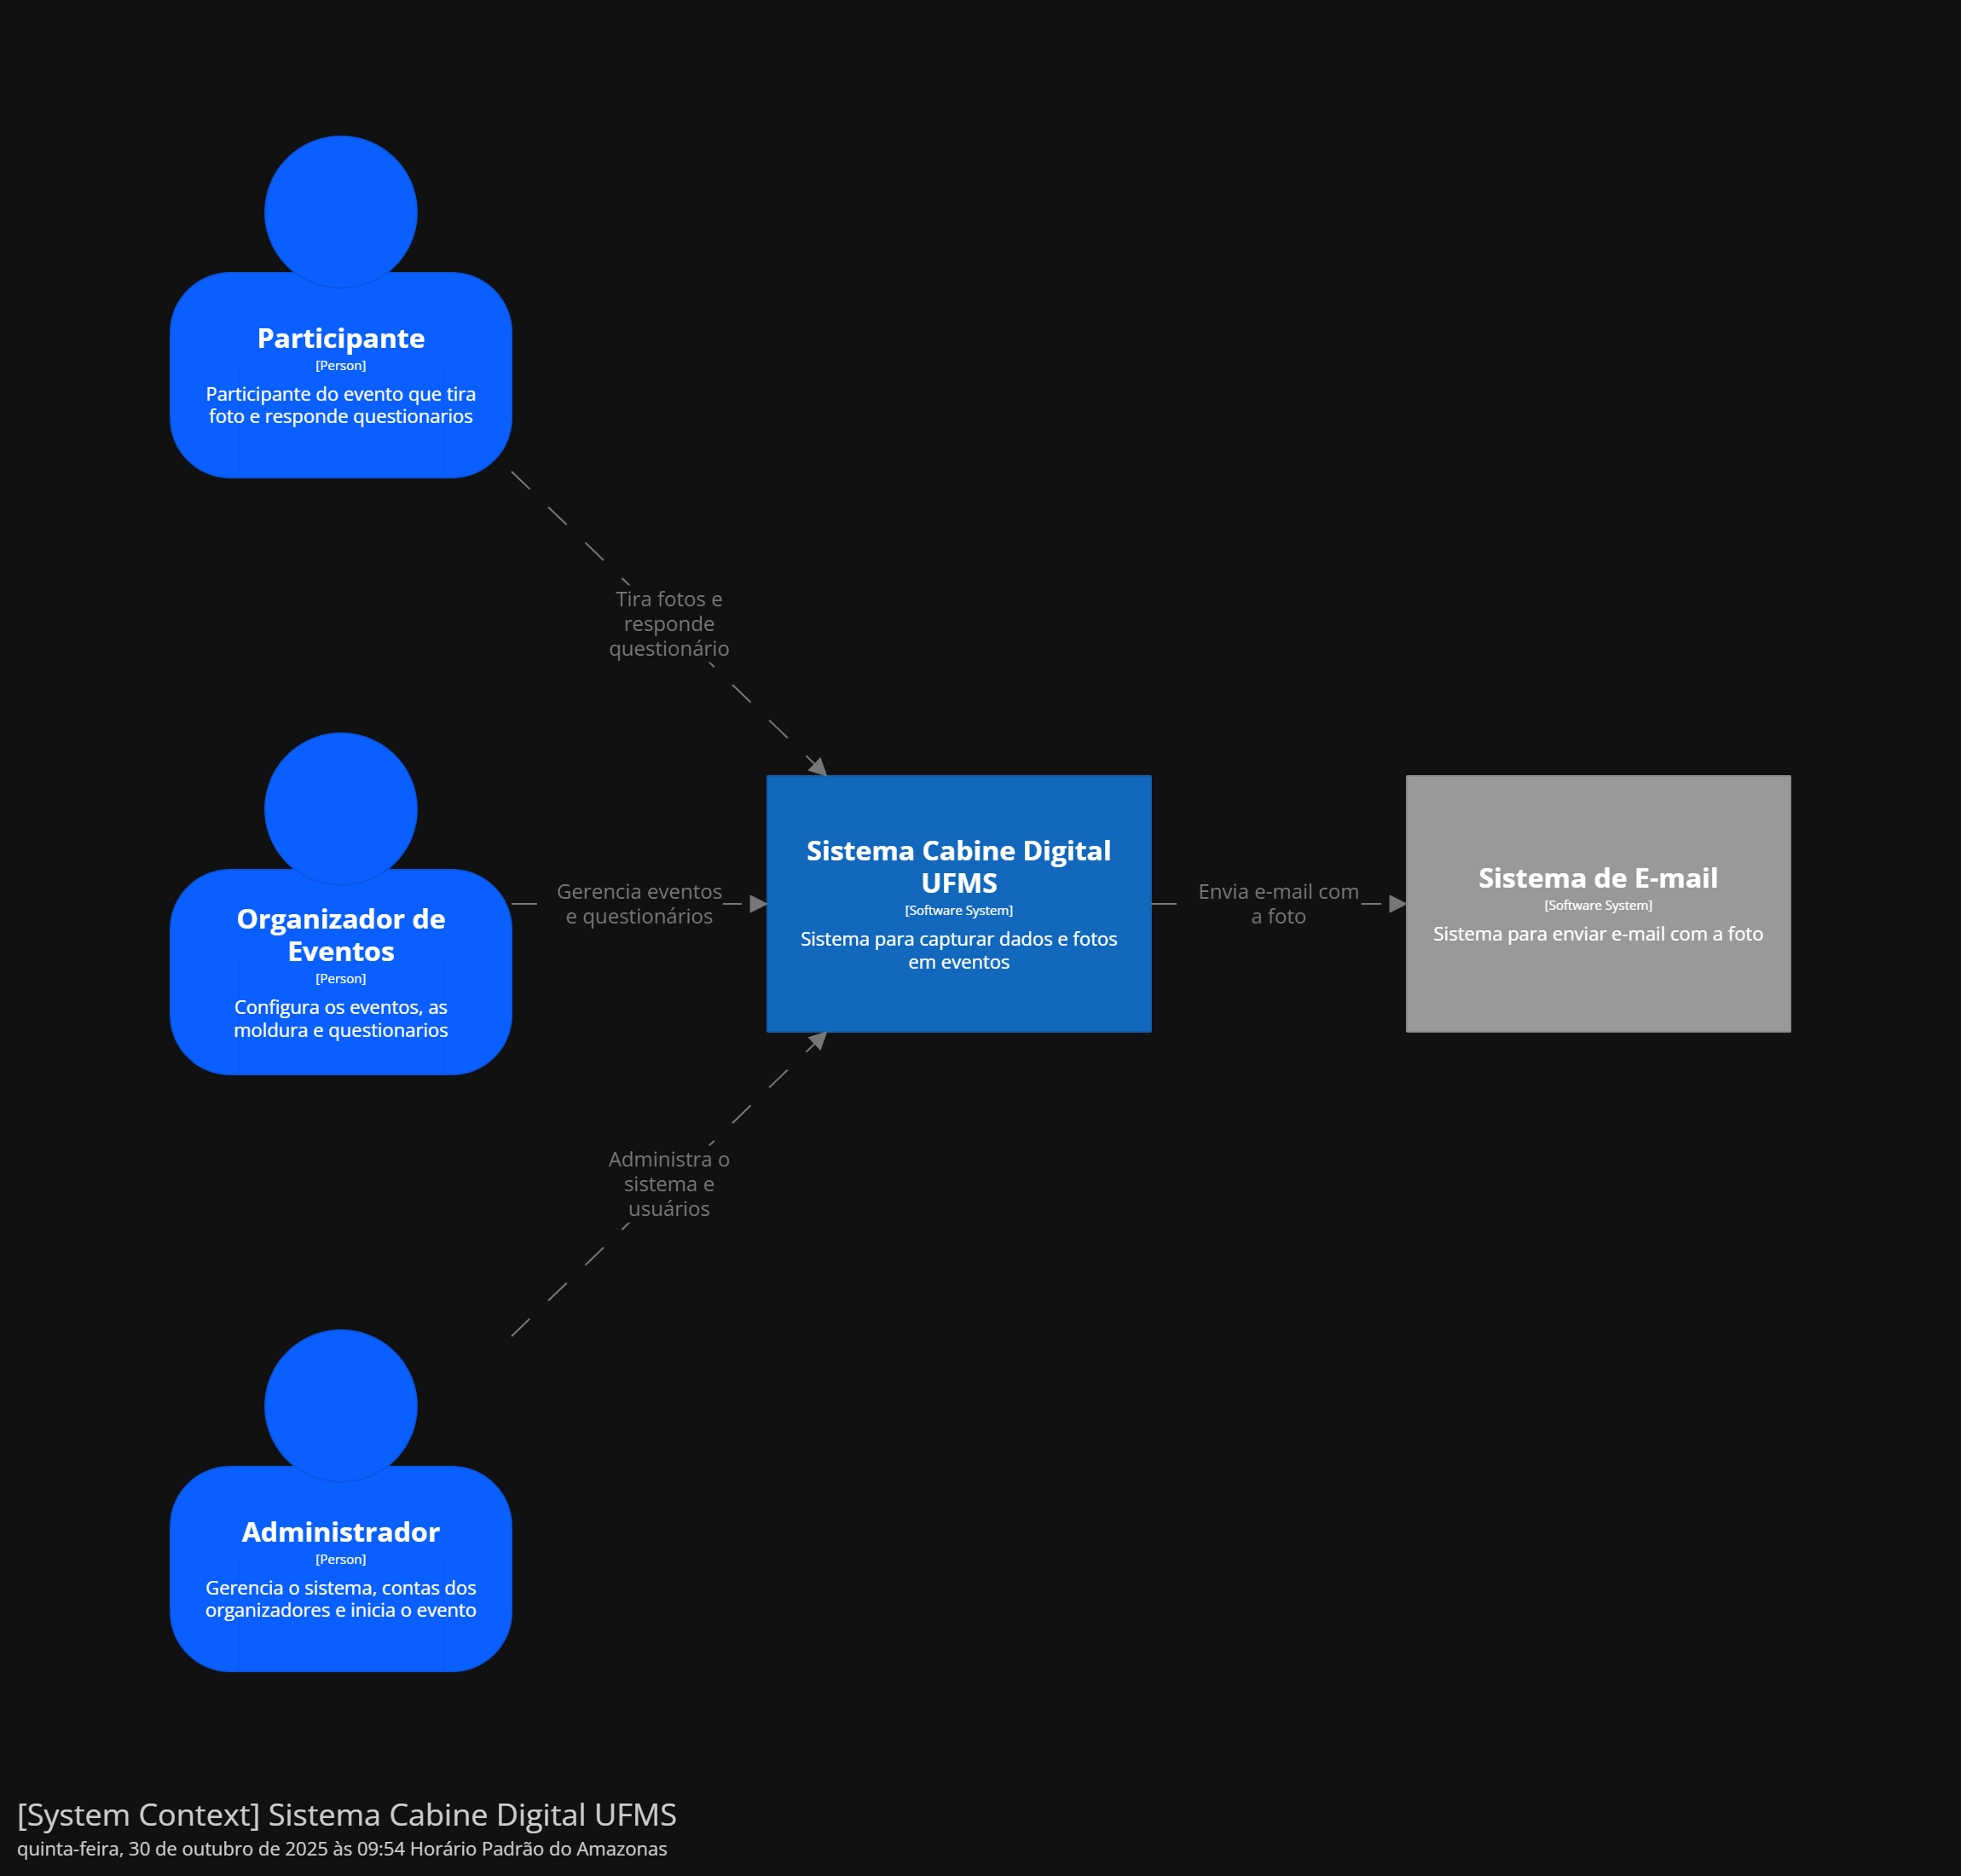 Participante
[Person]
Participante do evento que tira
foto e responde questionarios
Tira fotos e
responde
questionário
Organizador de
Eventos
[Person]
Configura os eventos, as
moldura e questionarios
Gerencia eventos
e questionários
Sistema Cabine Digital
UFMS
[Software System]
Sistema para capturar dados e fotos
em eventos
Envia e-mail com
a foto
Sistema de E-mail
[Software System]
Sistema para enviar e-mail com a foto
Administra o
sistema e
usuários
Administrador
[Person]
Gerencia o sistema, contas dos
organizadores e inicia o evento
[System Context] Sistema Cabine Digital UFMS
quinta-feira, 30 de outubro de 2025 às 09:54 Horário Padrão do Amazonas